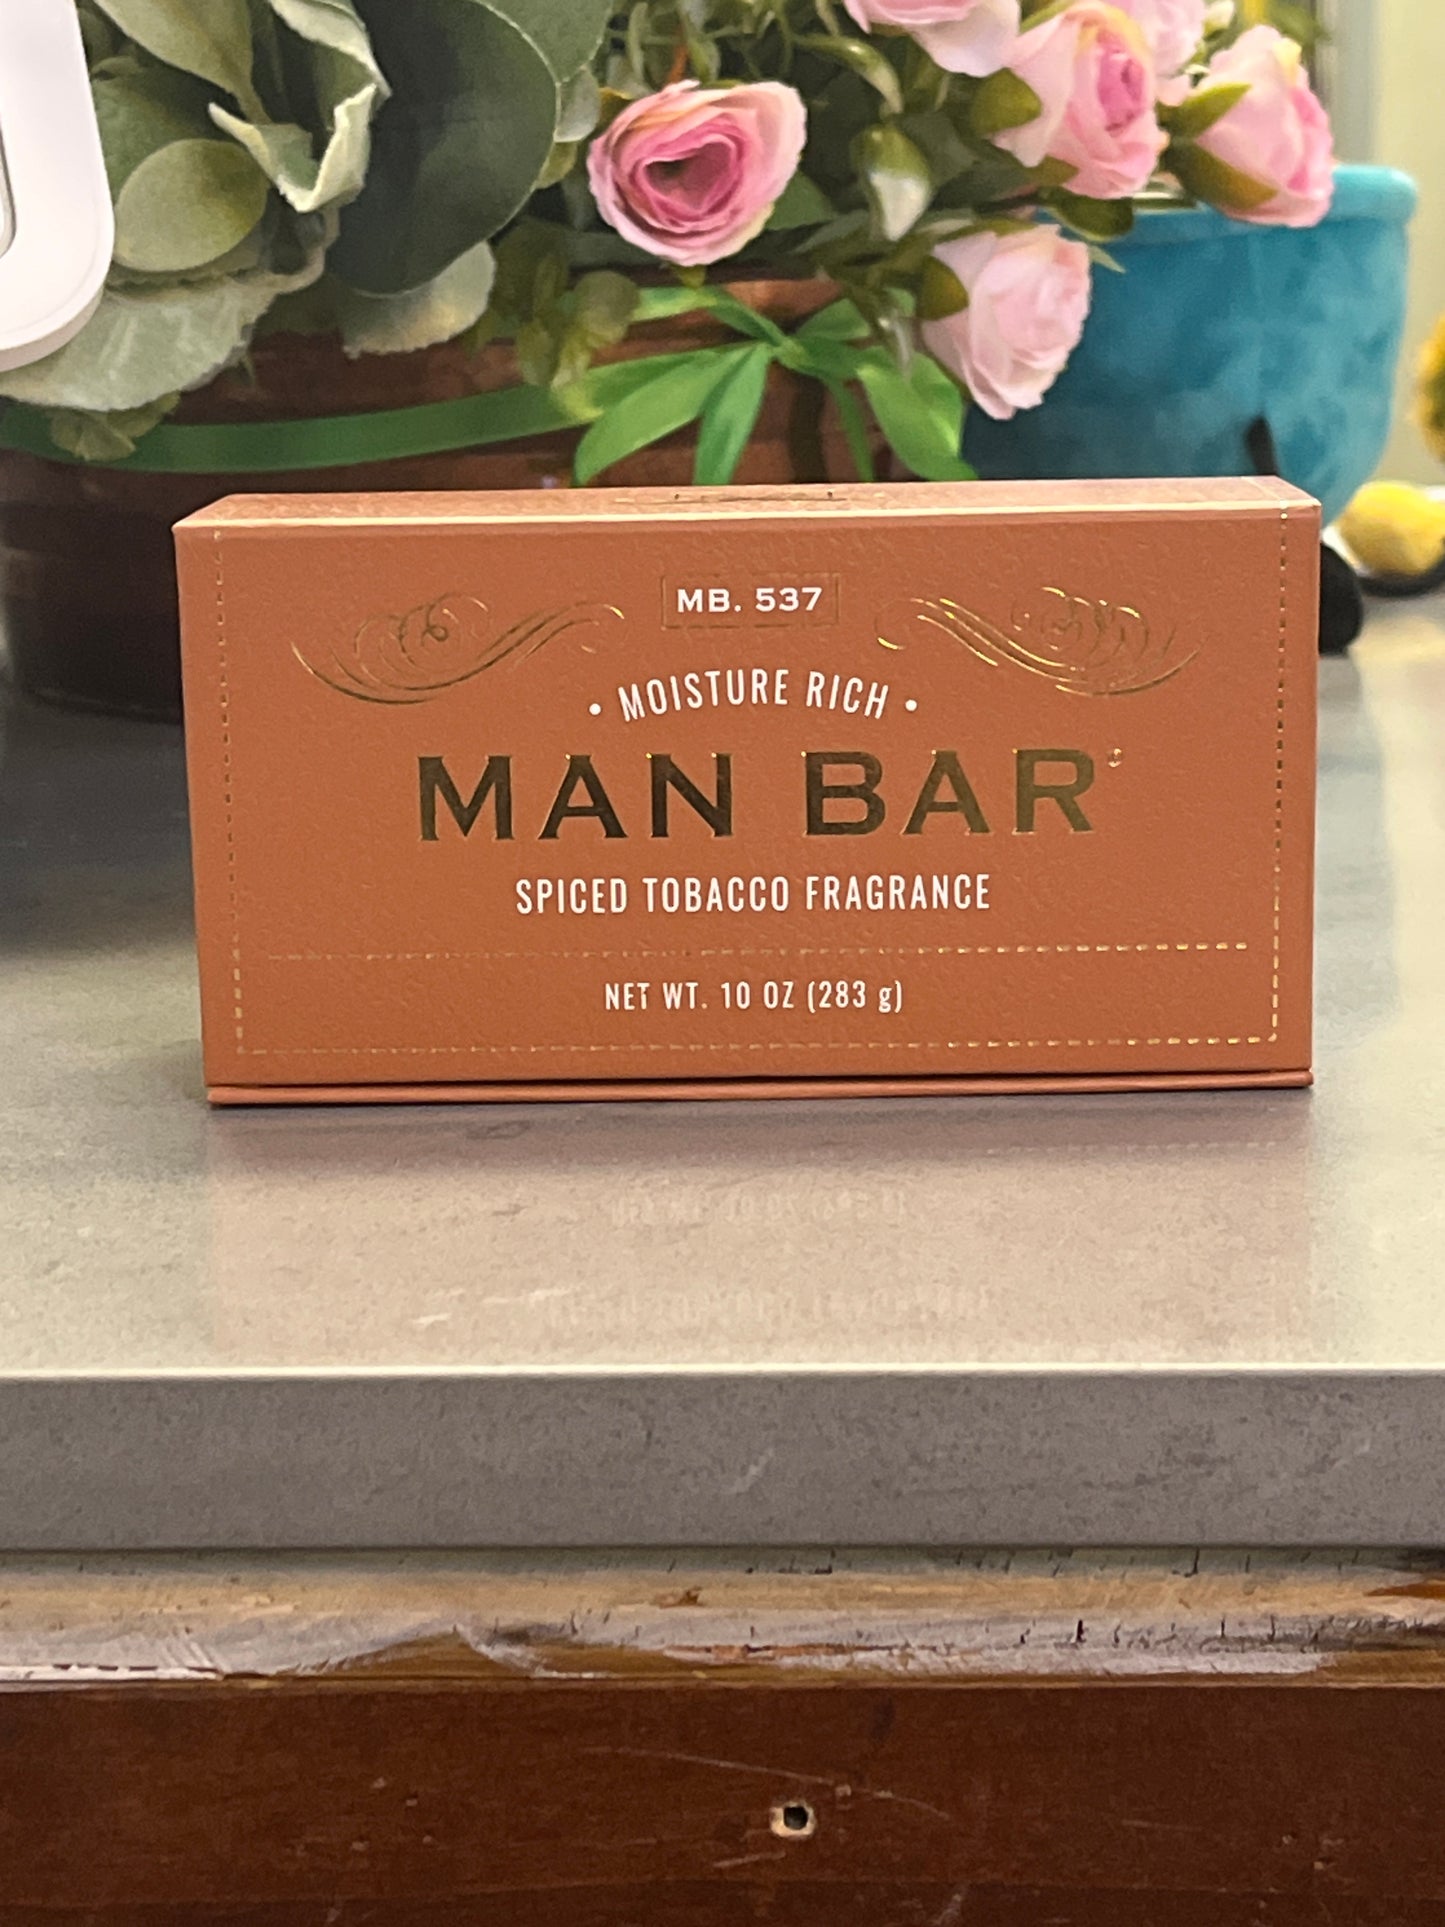 MB. 537
• MOISTURE RICH •
MAN BAR
SPICED TOBACCO FRAGRANCE
NET WT. 10 OZ (283 g)